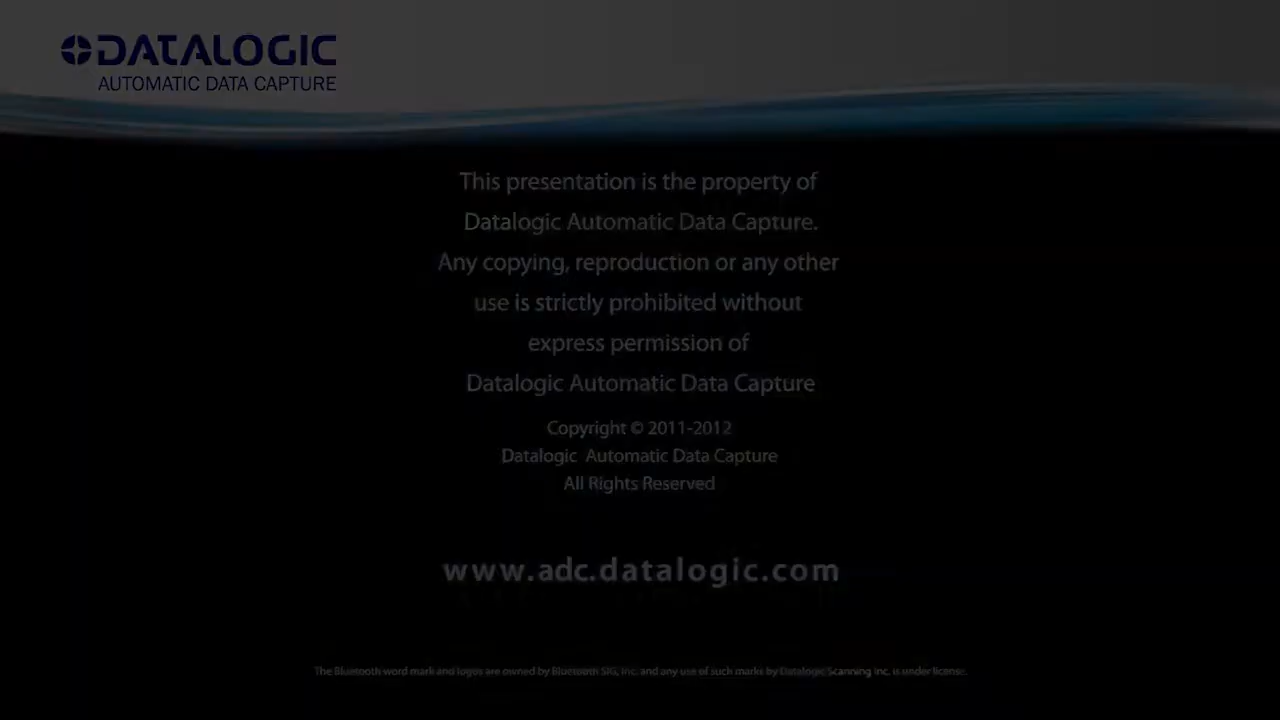 DATALOGIC
AUTOMATIC DATA CAPTURE
This presentation is the property of
Datalogic Automatic Data Capture.
Any copying, reproduction or any other
use is strictly prohibited without
express permission of
Datalogic Automatic Data Capture
Copyright © 2011-2012
Datalogic Automatic Data Capture
All Rights Reserved
www.adc.datalogic.com
The Bluetooth word mark and logos are owned by Bluetooth SIG, Inc. and any use of such marks by Datalogic Scanning Inc. is under license.